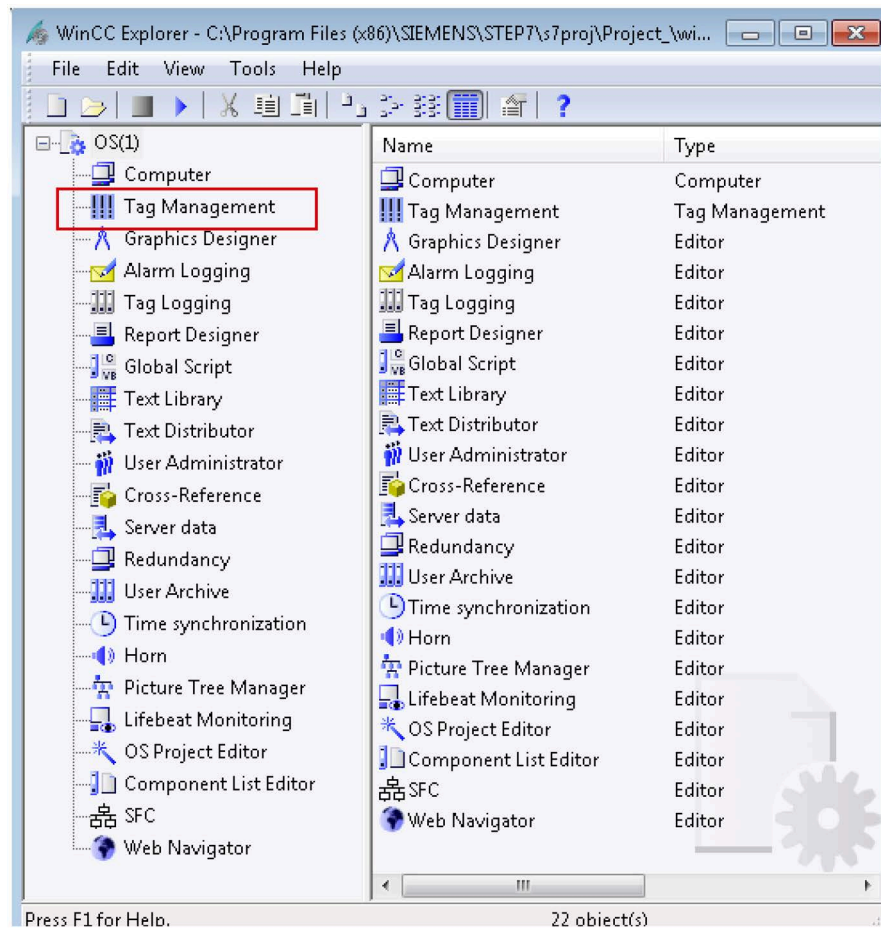 WinCC Explorer - C:\Program Files (x86)\SIEMENS\STEP7\s7proj\Project_\wi...
File Edit View Tools Help
OS(1)
Computer
Tag Management
Graphics Designer
Alarm Logging
Tag Logging
Report Designer
Global Script
Text Library
Text Distributor
User Administrator
Cross-Reference
Server data
Redundancy
User Archive
Time synchronization
Horn
Picture Tree Manager
Lifebeat Monitoring
OS Project Editor
Component List Editor
SFC
Web Navigator
Name Type
Computer Computer
Tag Management Tag Management
Graphics Designer Editor
Alarm Logging Editor
Tag Logging Editor
Report Designer Editor
Global Script Editor
Text Library Editor
Text Distributor Editor
User Administrator Editor
Cross-Reference Editor
Server data Editor
Redundancy Editor
User Archive Editor
Time synchronization Editor
Horn Editor
Picture Tree Manager Editor
Lifebeat Monitoring Editor
OS Project Editor Editor
Component List Editor Editor
SFC Editor
Web Navigator Editor
Press F1 for Help. 22 object(s)